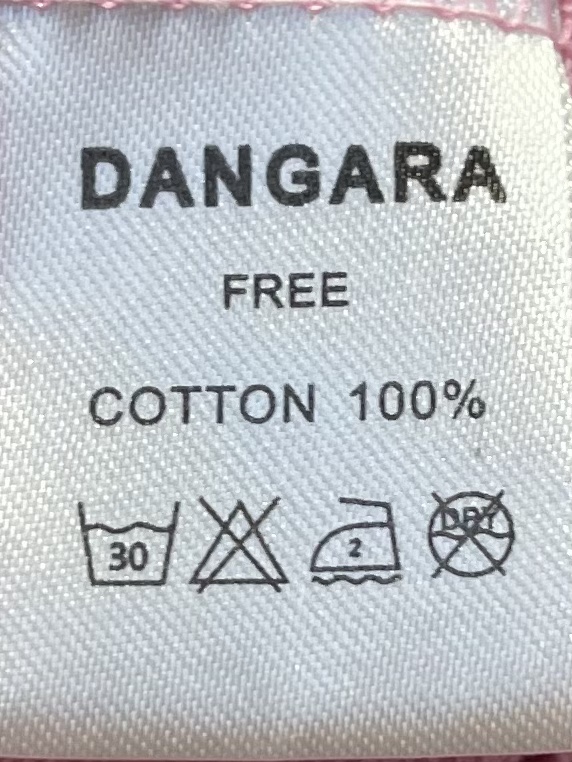 DANGARA
FREE
COTTON 100%
30 2 DRY